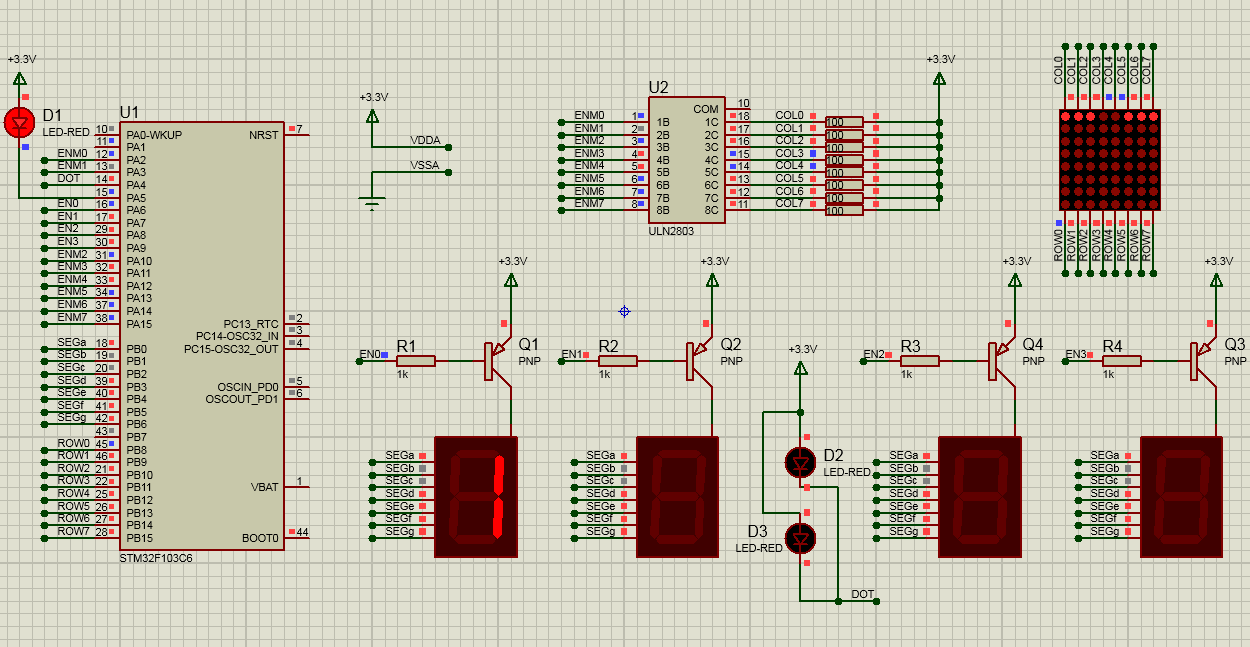 +3.3V
D1
LED-RED
U1
10 PA0-WKUP
11 PA1
ENM0 12 PA2
ENM1 13 PA3
DOT 14 PA4
15 PA5
EN0 16 PA6
EN1 17 PA7
EN2 29 PA8
EN3 30 PA9
ENM2 31 PA10
ENM3 32 PA11
ENM4 33 PA12
ENM5 34 PA13
ENM6 37 PA14
ENM7 38 PA15
SEGa 18 PB0
SEGb 19 PB1
SEGc 20 PB2
SEGd 39 PB3
SEGe 40 PB4
SEGf 41 PB5
SEGg 42 PB6
43 PB7
ROW0 45 PB8
ROW1 46 PB9
ROW2 21 PB10
ROW3 22 PB11
ROW4 25 PB12
ROW5 26 PB13
ROW6 27 PB14
ROW7 28 PB15
NRST 7
PC13_RTC 2
PC14-OSC32_IN 3
PC15-OSC32_OUT 4
OSCIN_PD0 5
OSCOUT_PD1 6
VBAT 1
BOOT0 44
STM32F103C6
+3.3V
VDDA
VSSA
U2
COM 10
ENM0 1 1B 1C 18 COL0 100
ENM1 2 2B 2C 17 COL1 100
ENM2 3 3B 3C 16 COL2 100
ENM3 4 4B 4C 15 COL3 100
ENM4 5 5B 5C 14 COL4 100
ENM5 6 6B 6C 13 COL5 100
ENM6 7 7B 7C 12 COL6 100
ENM7 8 8B 8C 11 COL7 100
ULN2803
+3.3V
COL0
COL1
COL2
COL3
COL4
COL5
COL6
COL7
ROW0
ROW1
ROW2
ROW3
ROW4
ROW5
ROW6
ROW7
+3.3V
EN0
R1
1k
Q1
PNP
SEGa
SEGb
SEGc
SEGd
SEGe
SEGf
SEGg
+3.3V
EN1
R2
1k
Q2
PNP
SEGa
SEGb
SEGc
SEGd
SEGe
SEGf
SEGg
+3.3V
D2
LED-RED
D3
LED-RED
DOT
+3.3V
EN2
R3
1k
Q4
PNP
SEGa
SEGb
SEGc
SEGd
SEGe
SEGf
SEGg
+3.3V
EN3
R4
1k
Q3
PNP
SEGa
SEGb
SEGc
SEGd
SEGe
SEGf
SEGg